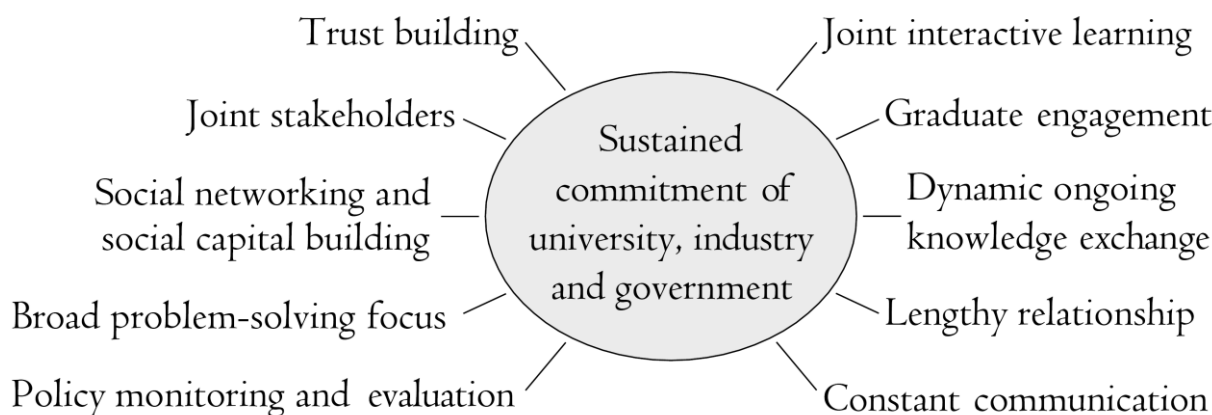 Trust building
Joint stakeholders
Social networking and
social capital building
Broad problem-solving focus
Policy monitoring and evaluation
Sustained
commitment of
university, industry
and government
Joint interactive learning
Graduate engagement
Dynamic ongoing
knowledge exchange
Lengthy relationship
Constant communication